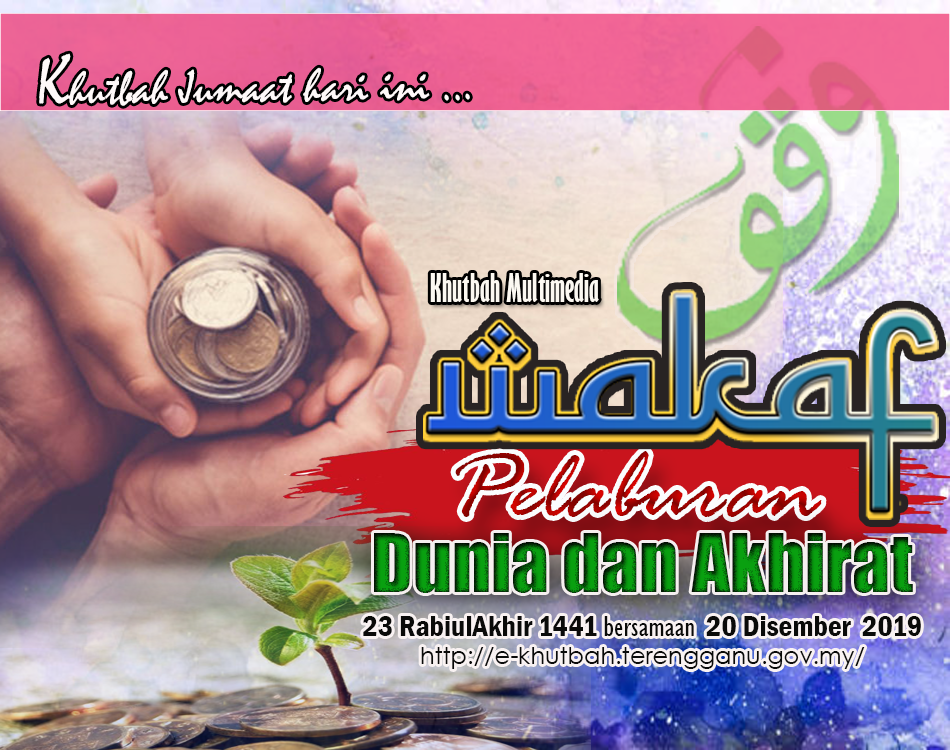 Khutbah Jumaat hari ini ...
وقف
Khutbah Multimedia
wakaf
Pelaburan
Dunia dan Akhirat
23 RabiulAkhir 1441 bersamaan 20 Disember 2019
http://e-khutbah.terengganu.gov.my/